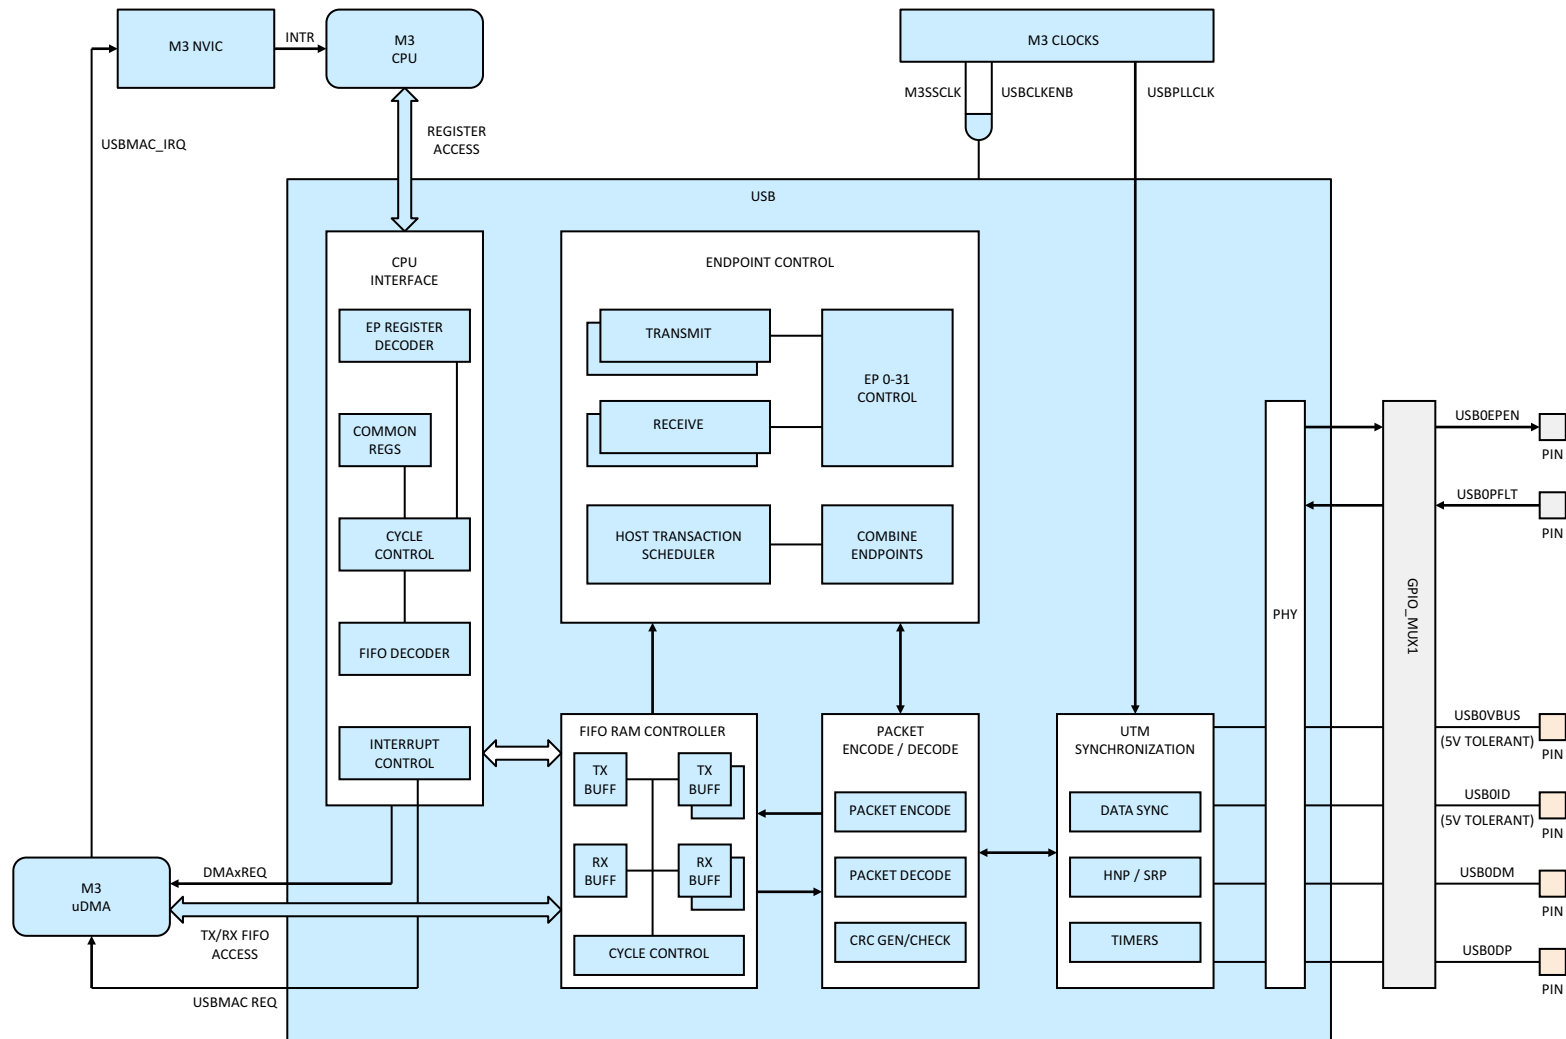 M3 NVIC
INTR
M3
CPU
M3 CLOCKS
M3SSCLK
USBCLKENB
USBPLLCLK
USBMAC_IRQ
REGISTER
ACCESS
USB
CPU
INTERFACE
EP REGISTER
DECODER
COMMON
REGS
CYCLE
CONTROL
FIFO DECODER
INTERRUPT
CONTROL
ENDPOINT CONTROL
TRANSMIT
RECEIVE
EP 0-31
CONTROL
HOST TRANSACTION
SCHEDULER
COMBINE
ENDPOINTS
FIFO RAM CONTROLLER
TX
BUFF
TX
BUFF
RX
BUFF
RX
BUFF
CYCLE CONTROL
PACKET
ENCODE / DECODE
PACKET ENCODE
PACKET DECODE
CRC GEN/CHECK
UTM
SYNCHRONIZATION
DATA SYNC
HNP / SRP
TIMERS
PHY
GPIO_MUX1
USB0EPEN
PIN
USB0PFLT
PIN
USB0VBUS
(5V TOLERANT)
PIN
USB0ID
(5V TOLERANT)
PIN
USB0DM
PIN
USB0DP
PIN
M3
uDMA
DMAxREQ
TX/RX FIFO
ACCESS
USBMAC REQ